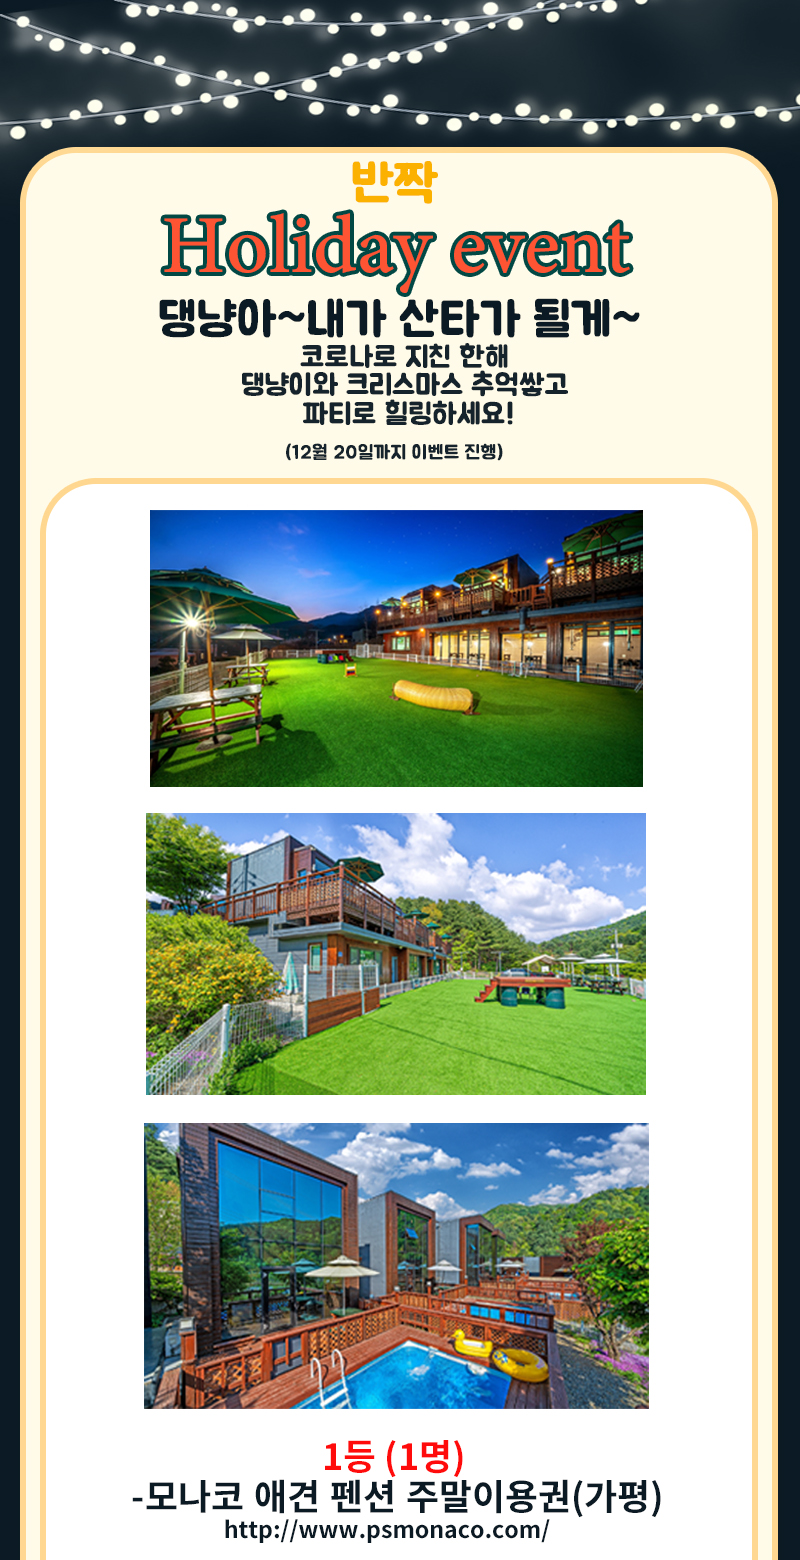 반짝
Holiday event
댕냥아~내가 산타가 될게~
코로나로 지친 한해
댕냥이와 크리스마스 추억쌓고
파티로 힐링하세요!
(12월 20일까지 이벤트 진행)
1등 (1명)
-모나코 애견 펜션 주말이용권(가평)
http://www.psmonaco.com/